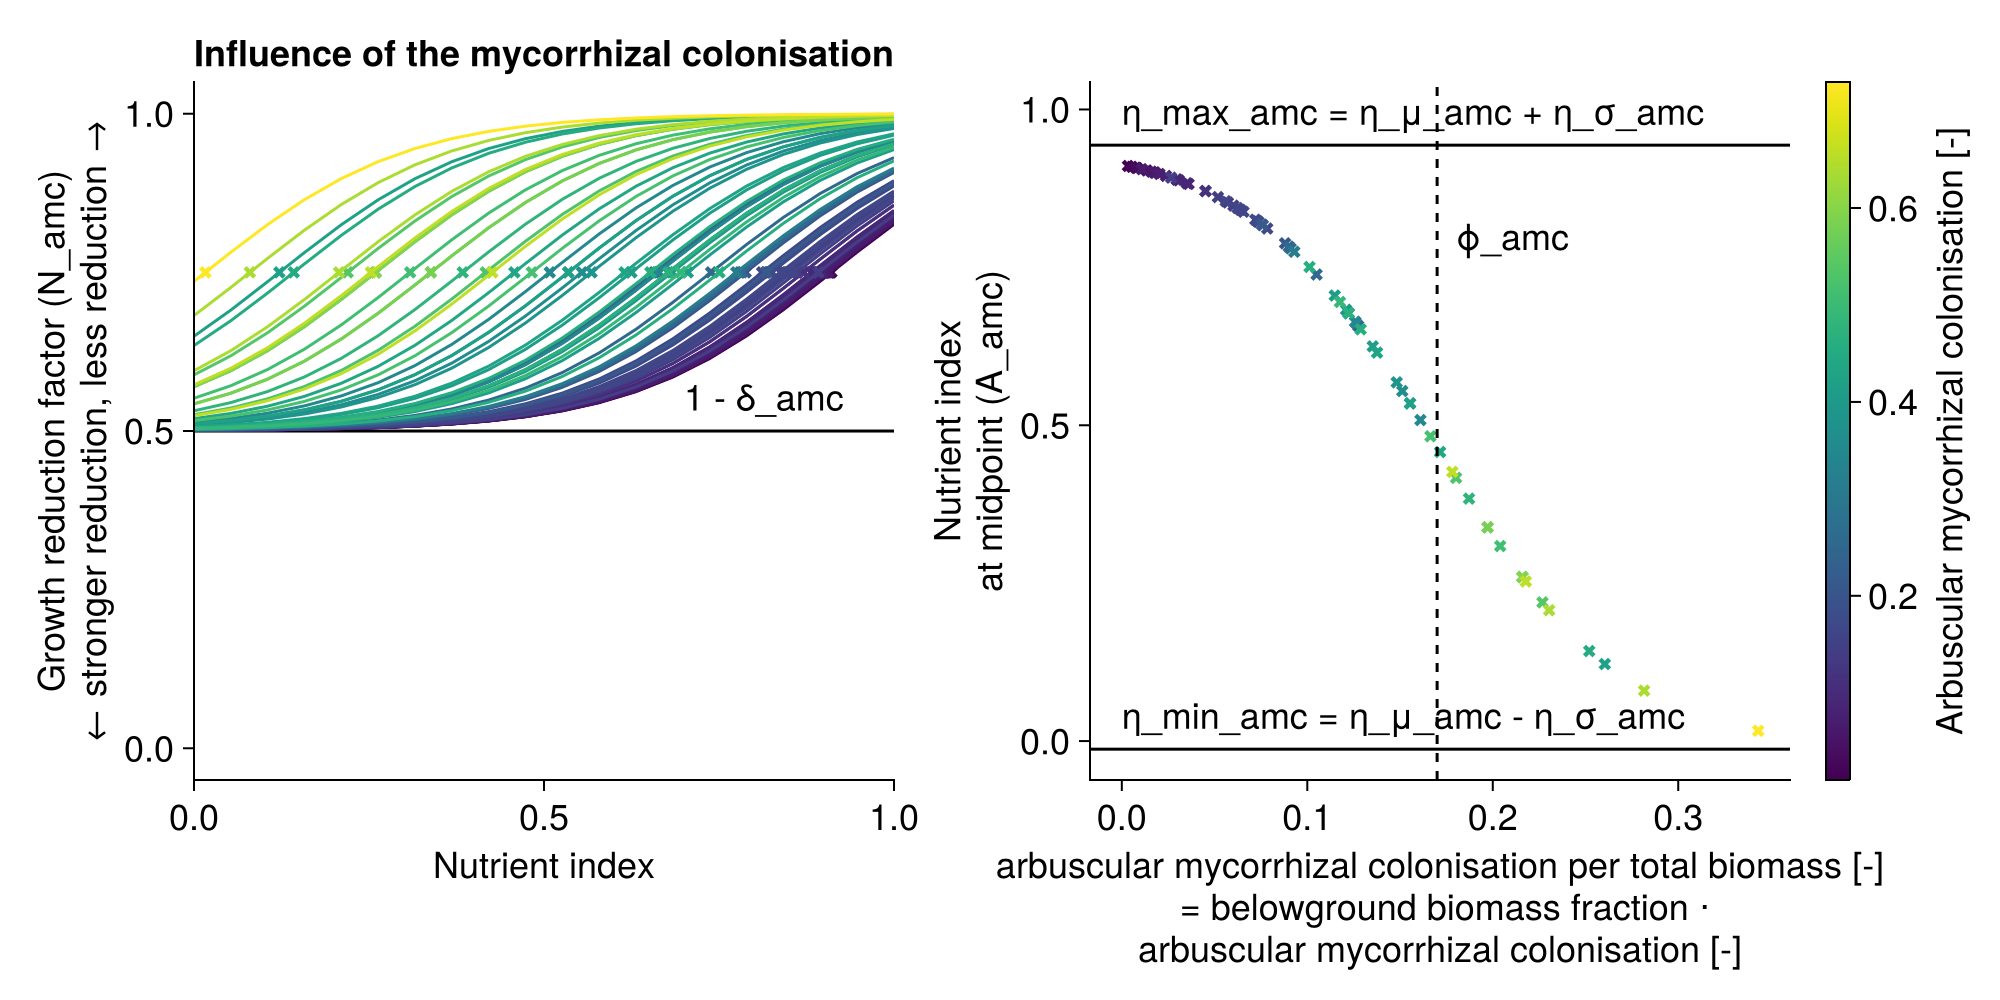 Influence of the mycorrhizal colonisation
Growth reduction factor (N_amc)
← stronger reduction, less reduction →
1.0
0.5
0.0
1 - δ_amc
0.0
0.5
1.0
Nutrient index
Nutrient index
at midpoint (A_amc)
1.0
0.5
0.0
η_max_amc = η_μ_amc + η_σ_amc
ϕ_amc
η_min_amc = η_μ_amc - η_σ_amc
0.0
0.1
0.2
0.3
arbuscular mycorrhizal colonisation per total biomass [-]
= belowground biomass fraction ⋅
arbuscular mycorrhizal colonisation [-]
0.6
0.4
0.2
Arbuscular mycorrhizal colonisation [-]